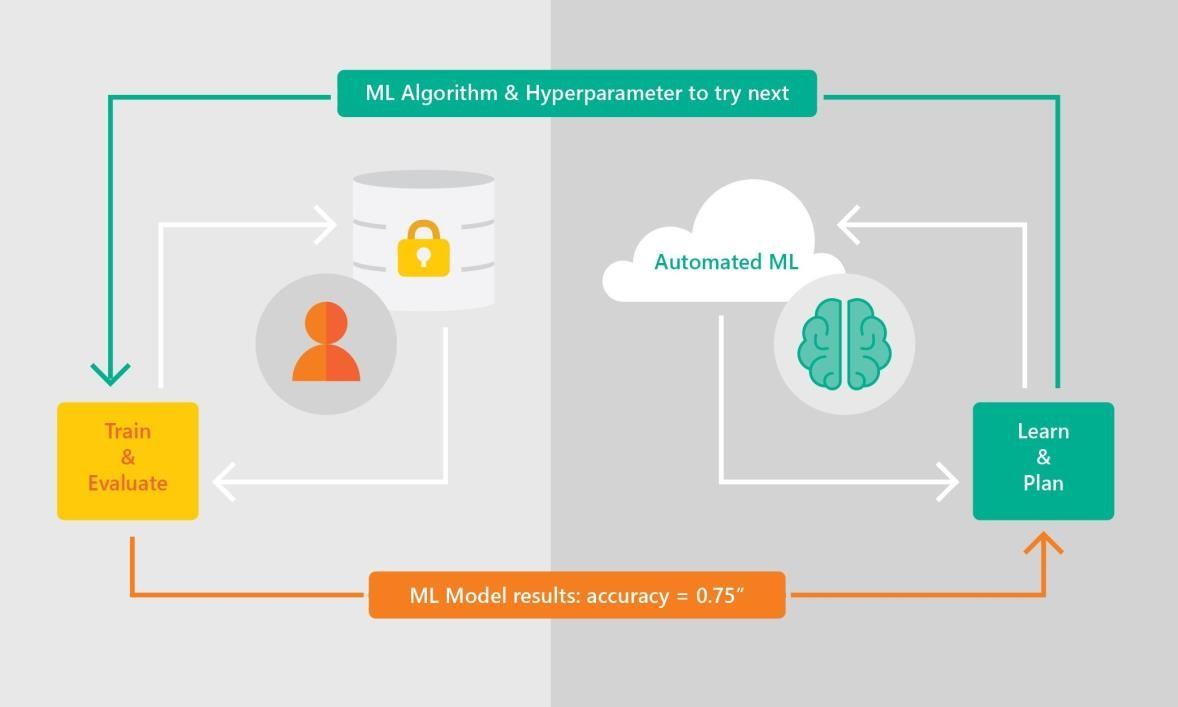 ML Algorithm & Hyperparameter to try next
Automated ML
Train
&
Evaluate
Learn
&
Plan
ML Model results: accuracy = 0.75”